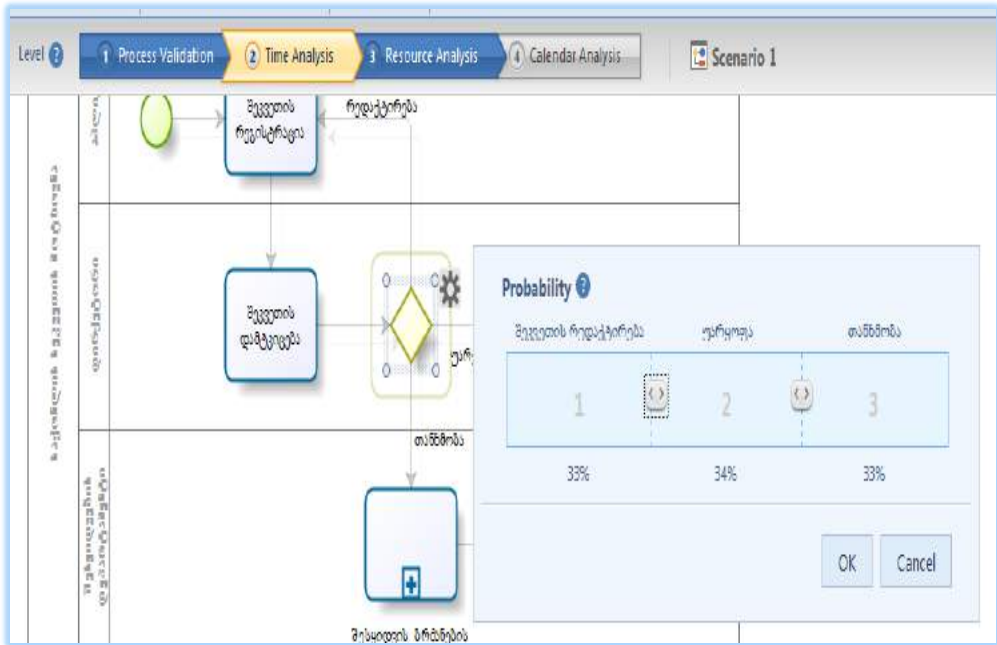 Level ?
1 Process Validation
2 Time Analysis
3 Resource Analysis
4 Calendar Analysis
Scenario 1
შეკვეთის
რეგისტრაცია
რედაქტირება
შეკვეთის
დამტკიცება
უარ
თანხმობა
შესყიდვის ბრძანების
Probability ?
შეკვეთის რედაქტირება
უარყოფა
თანხმობა
1
2
3
33%
34%
33%
OK
Cancel